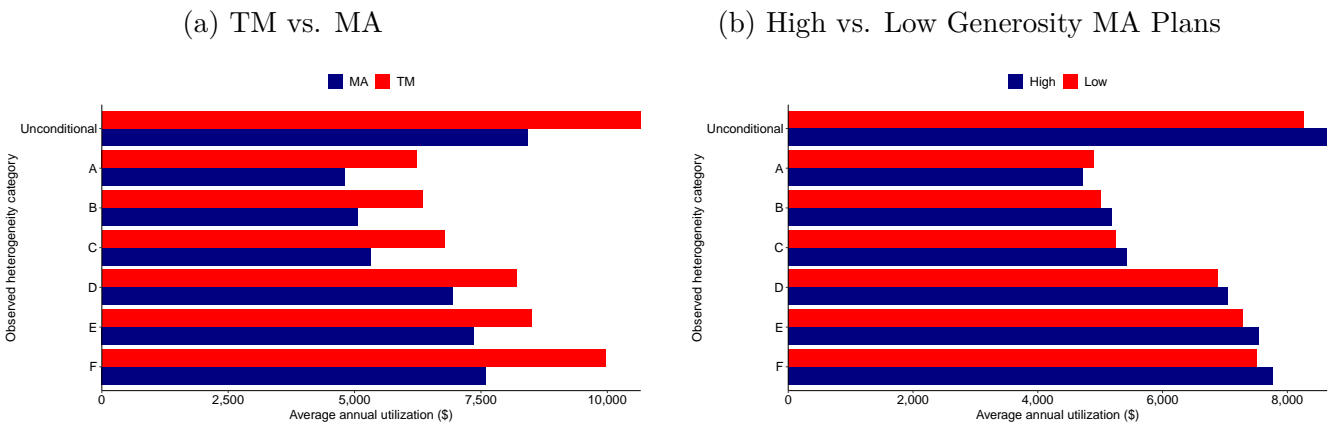 (a) TM vs. MA
MA TM
Observed heterogeneity category
Unconditional
A
B
C
D
E
F
0 2,500 5,000 7,500 10,000
Average annual utilization ($)
(b) High vs. Low Generosity MA Plans
High Low
Observed heterogeneity category
Unconditional
A
B
C
D
E
F
0 2,000 4,000 6,000 8,000
Average annual utilization ($)